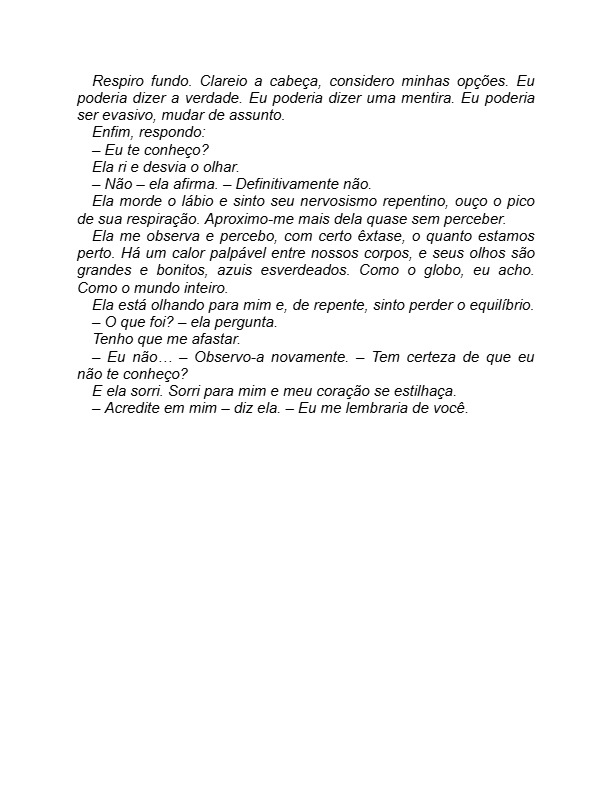 Respiro fundo. Clareio a cabeça, considero minhas opções. Eu
poderia dizer a verdade. Eu poderia dizer uma mentira. Eu poderia
ser evasivo, mudar de assunto.
Enfim, respondo:
– Eu te conheço?
Ela ri e desvia o olhar.
– Não – ela afirma. – Definitivamente não.
Ela morde o lábio e sinto seu nervosismo repentino, ouço o pico
de sua respiração. Aproximo-me mais dela quase sem perceber.
Ela me observa e percebo, com certo êxtase, o quanto estamos
perto. Há um calor palpável entre nossos corpos, e seus olhos são
grandes e bonitos, azuis esverdeados. Como o globo, eu acho.
Como o mundo inteiro.
Ela está olhando para mim e, de repente, sinto perder o equilíbrio.
– O que foi? – ela pergunta.
Tenho que me afastar.
– Eu não… – Observo-a novamente. – Tem certeza de que eu
não te conheço?
E ela sorri. Sorri para mim e meu coração se estilhaça.
– Acredite em mim – diz ela. – Eu me lembraria de você.